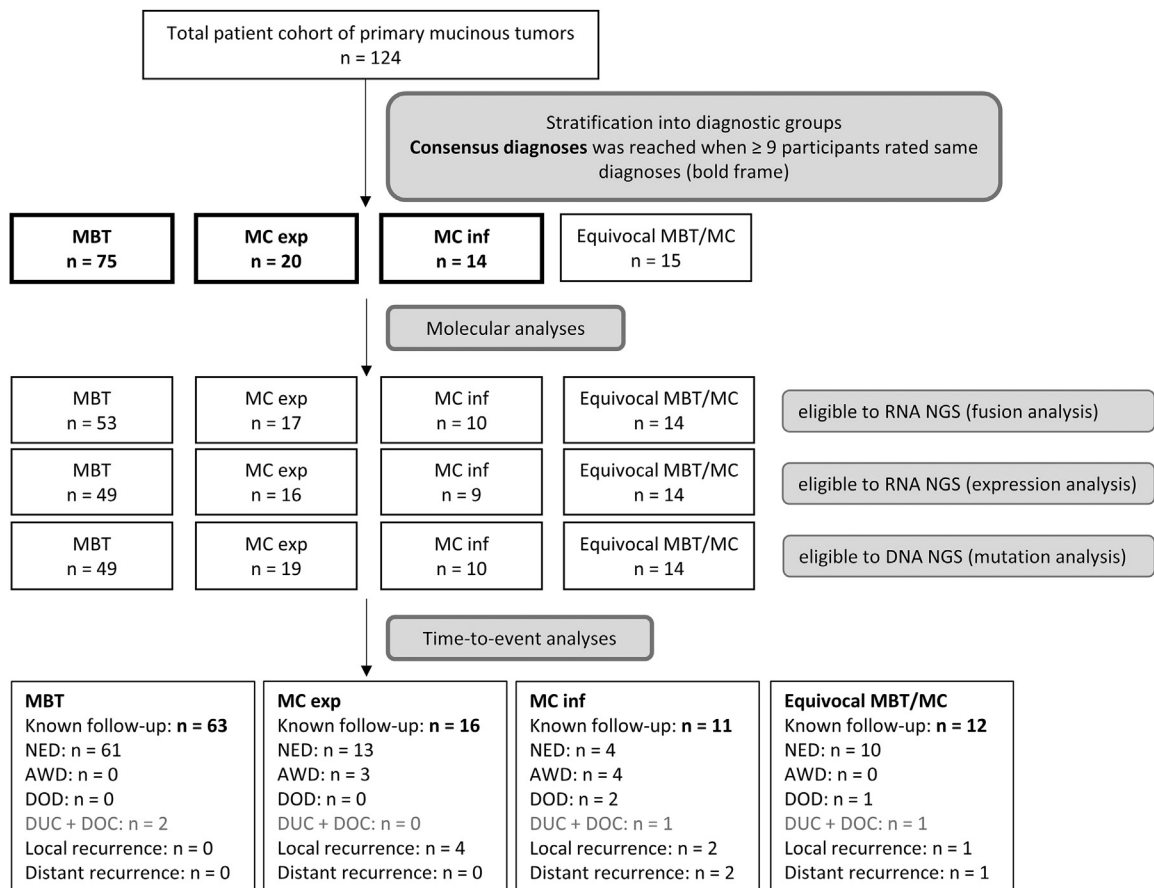 Total patient cohort of primary mucinous tumors
n = 124
Stratification into diagnostic groups
Consensus diagnoses was reached when ≥ 9 participants rated same
diagnoses (bold frame)
MBT
n = 75
MC exp
n = 20
MC inf
n = 14
Equivocal MBT/MC
n = 15
Molecular analyses
MBT
n = 53
MC exp
n = 17
MC inf
n = 10
Equivocal MBT/MC
n = 14
eligible to RNA NGS (fusion analysis)
MBT
n = 49
MC exp
n = 16
MC inf
n = 9
Equivocal MBT/MC
n = 14
eligible to RNA NGS (expression analysis)
MBT
n = 49
MC exp
n = 19
MC inf
n = 10
Equivocal MBT/MC
n = 14
eligible to DNA NGS (mutation analysis)
Time-to-event analyses
MBT
Known follow-up: n = 63
NED: n = 61
AWD: n = 0
DOD: n = 0
DUC + DOC: n = 2
Local recurrence: n = 0
Distant recurrence: n = 0
MC exp
Known follow-up: n = 16
NED: n = 13
AWD: n = 3
DOD: n = 0
DUC + DOC: n = 0
Local recurrence: n = 4
Distant recurrence: n = 0
MC inf
Known follow-up: n = 11
NED: n = 4
AWD: n = 4
DOD: n = 2
DUC + DOC: n = 1
Local recurrence: n = 2
Distant recurrence: n = 2
Equivocal MBT/MC
Known follow-up: n = 12
NED: n = 10
AWD: n = 0
DOD: n = 1
DUC + DOC: n = 1
Local recurrence: n = 1
Distant recurrence: n = 1